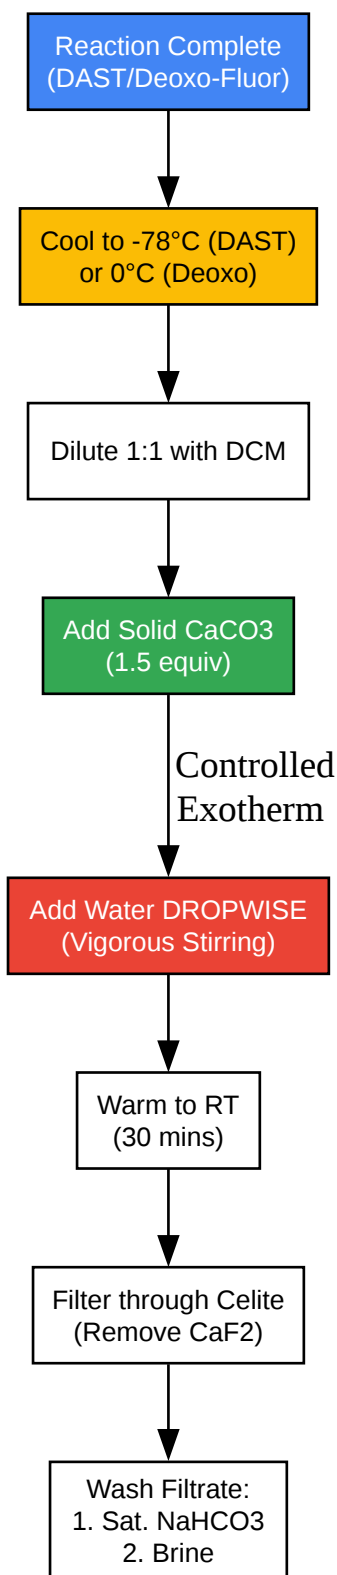 Reaction Complete
(DAST/Deoxo-Fluor)
Cool to -78°C (DAST)
or 0°C (Deoxo)
Dilute 1:1 with DCM
Add Solid CaCO3
(1.5 equiv)
Controlled
Exotherm
Add Water DROPWISE
(Vigorous Stirring)
Warm to RT
(30 mins)
Filter through Celite
(Remove CaF2)
Wash Filtrate:
1. Sat. NaHCO3
2. Brine